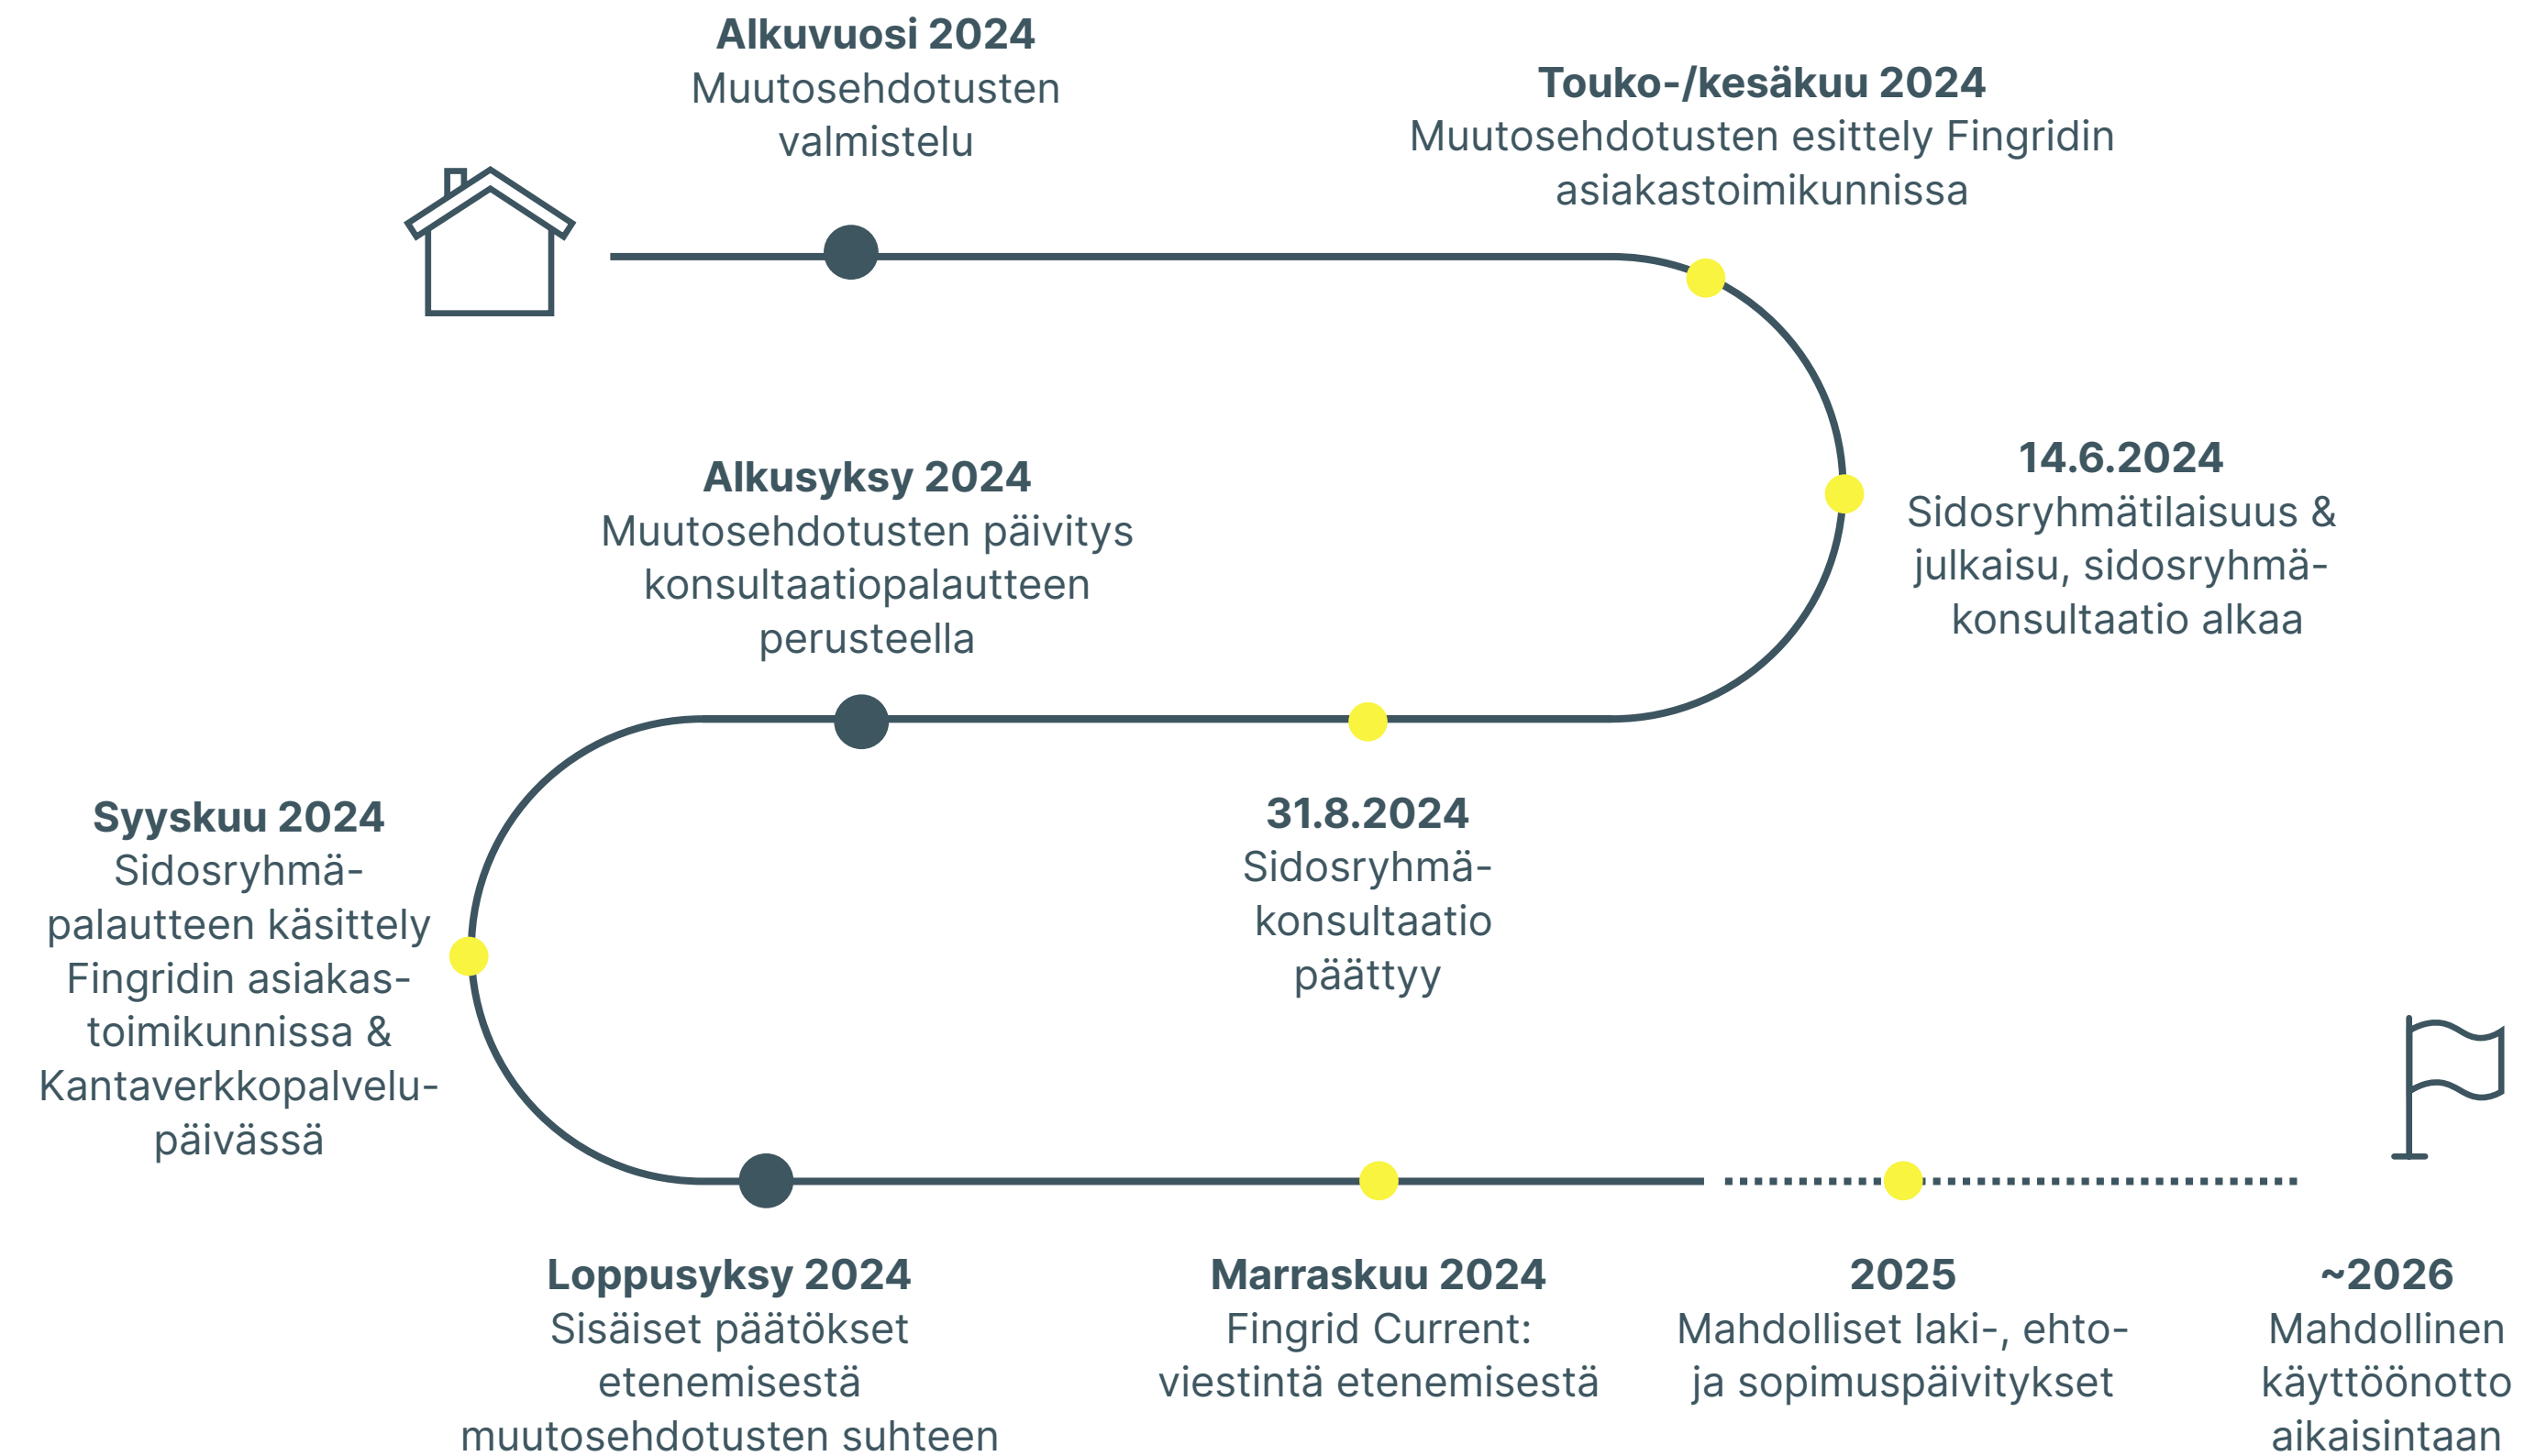 Alkuvuosi 2024
Muutosehdotusten
valmistelu
Touko-/kesäkuu 2024
Muutosehdotusten esittely Fingridin
asiakastoimikunnissa
14.6.2024
Sidosryhmätilaisuus &
julkaisu, sidosryhmä-
konsultaatio alkaa
31.8.2024
Sidosryhmä-
konsultaatio
päättyy
Alkusyksy 2024
Muutosehdotusten päivitys
konsultaatiopalautteen
perusteella
Syyskuu 2024
Sidosryhmä-
palautteen käsittely
Fingridin asiakas-
toimikunnissa &
Kantaverkkopalvelu-
päivässä
Loppusyksy 2024
Sisäiset päätökset
etenemisestä
muutosehdotusten suhteen
Marraskuu 2024
Fingrid Current:
viestintä etenemisestä
2025
Mahdolliset laki-, ehto-
ja sopimuspäivitykset
~2026
Mahdollinen
käyttöönotto
aikaisintaan